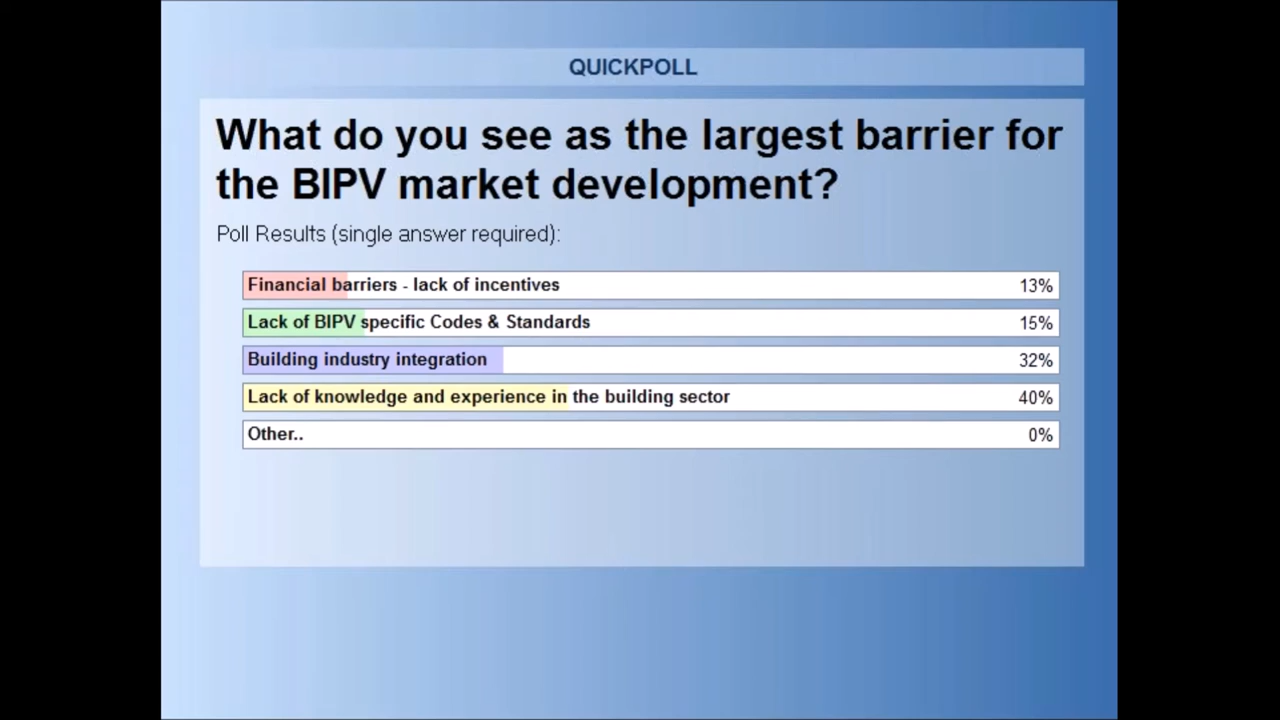 QUICKPOLL
What do you see as the largest barrier for
the BIPV market development?
Poll Results (single answer required):
Financial barriers - lack of incentives 13%
Lack of BIPV specific Codes & Standards 15%
Building industry integration 32%
Lack of knowledge and experience in the building sector 40%
Other.. 0%